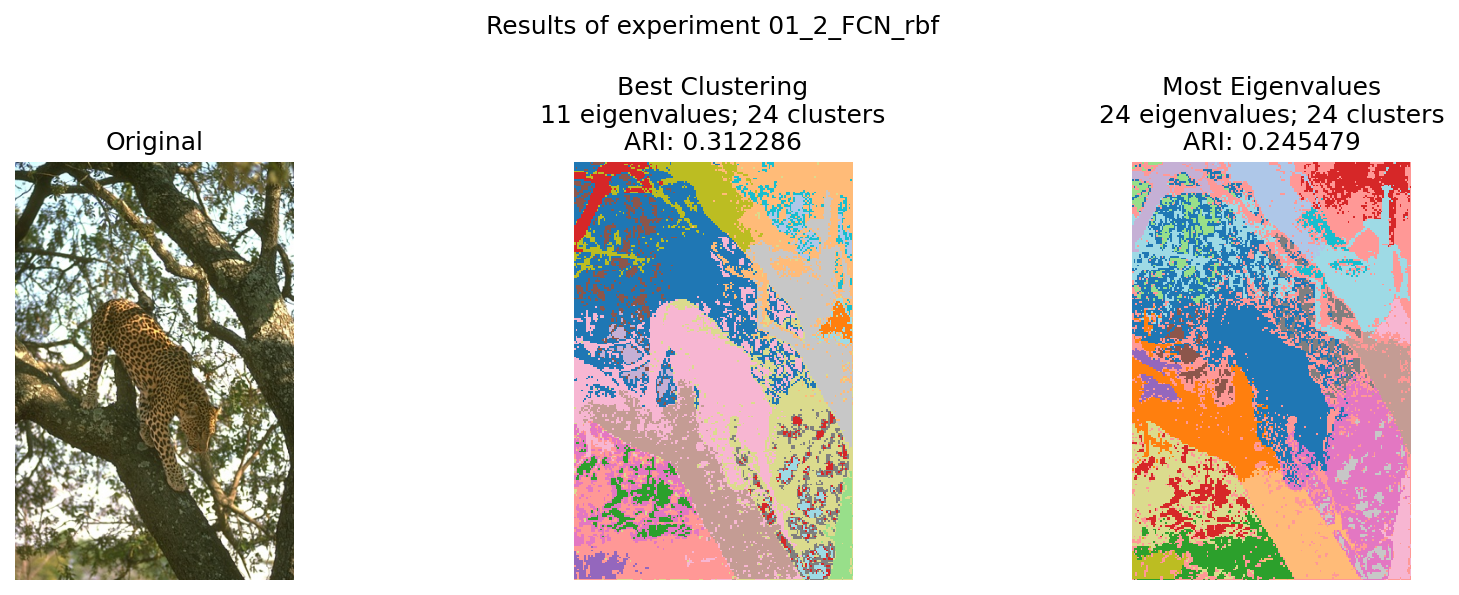 Results of experiment 01_2_FCN_rbf
Original
Best Clustering
11 eigenvalues; 24 clusters
ARI: 0.312286
Most Eigenvalues
24 eigenvalues; 24 clusters
ARI: 0.245479